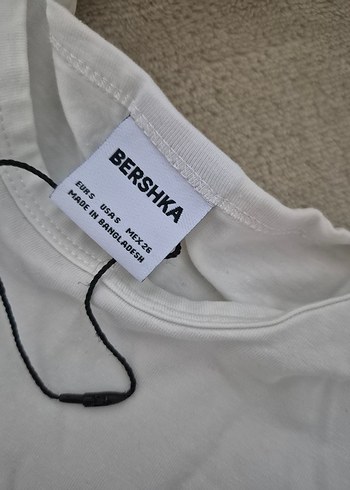 BERSHKA
EUR S USA S MEX 26
MADE IN BANGLADESH